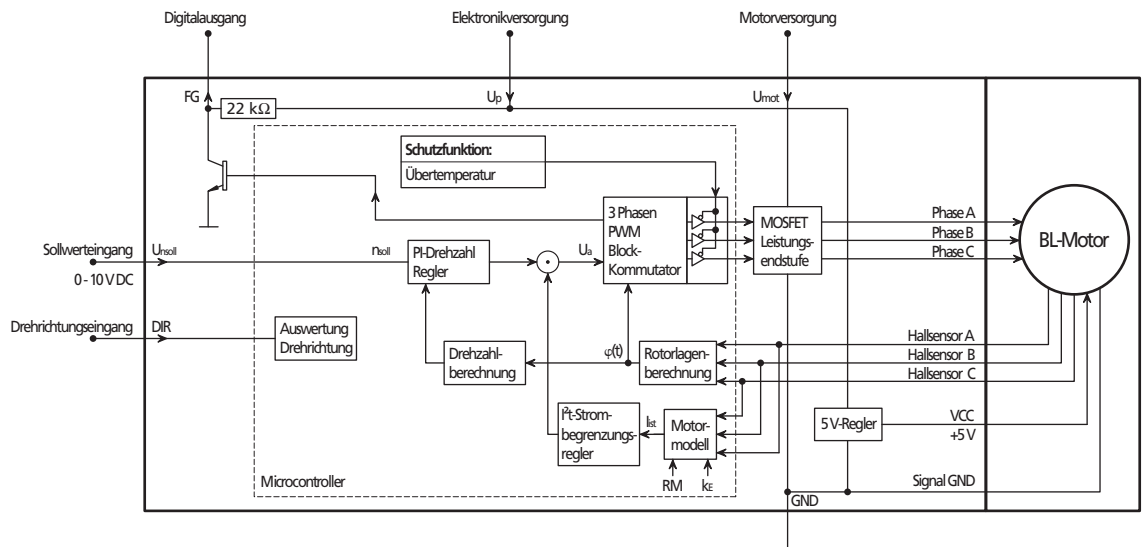 Digitalausgang
Elektronikversorgung
Motorversorgung
FG
22 kΩ
Up
Umot
Schutzfunktion:
Übertemperatur
3 Phasen
PWM
Block-
Kommutator
MOSFET
Leistungs-
endstufe
Phase A
Phase B
Phase C
BL-Motor
Sollwerteingang
0 - 10 V DC
Unsoll
nsoll
PI-Drehzahl
Regler
Ua
Drehrichtungseingang
DIR
Auswertung
Drehrichtung
Drehzahl-
berechnung
φ(t)
Rotorlagen-
berechnung
Hallsensor A
Hallsensor B
Hallsensor C
I²t-Strom-
begrenzungs-
regler
Iist
Motor-
modell
5 V-Regler
VCC
+5 V
RM
kE
Microcontroller
Signal GND
GND